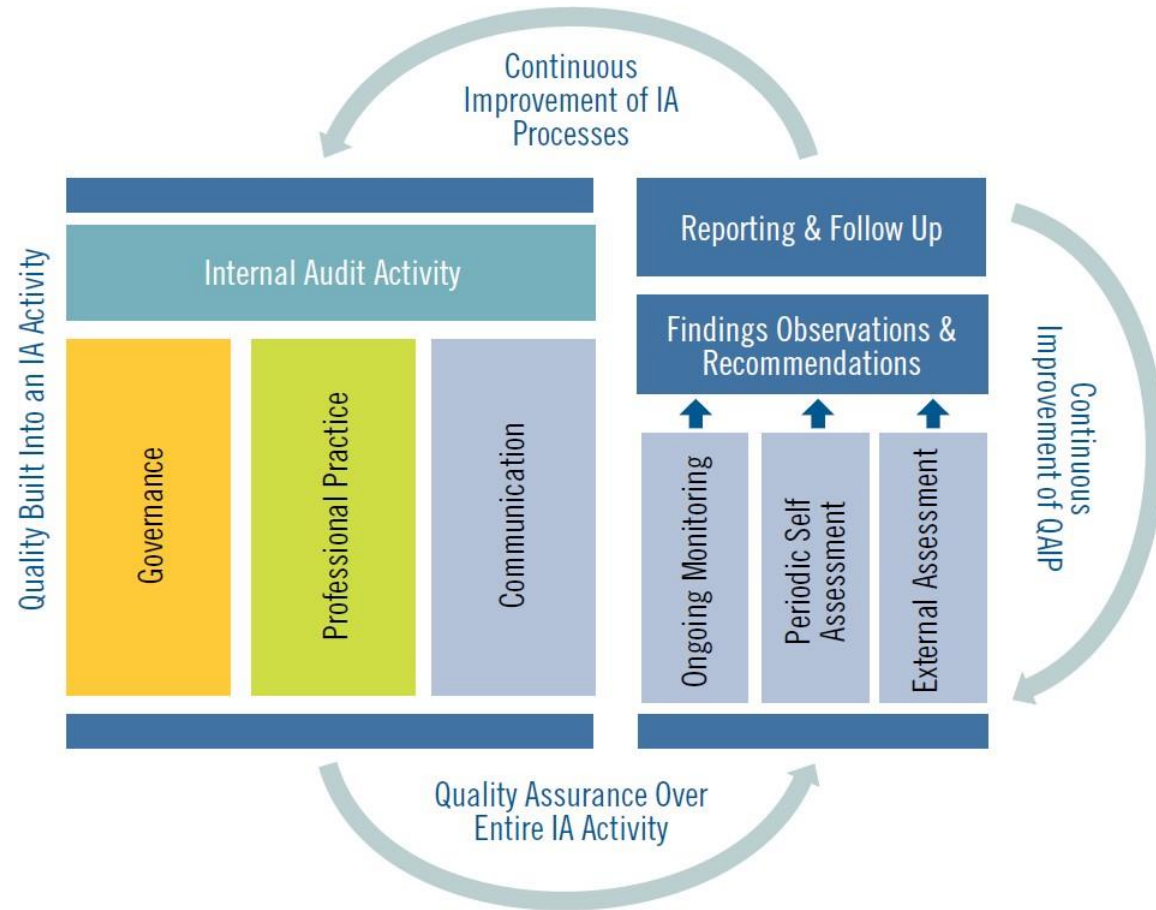 Continuous
Improvement of IA
Processes
Quality Built Into an IA Activity
Internal Audit Activity
Governance
Professional Practice
Communication
Reporting & Follow Up
Findings Observations &
Recommendations
Ongoing Monitoring
Periodic Self
Assessment
External Assessment
Continuous
Improvement of QAIP
Quality Assurance Over
Entire IA Activity